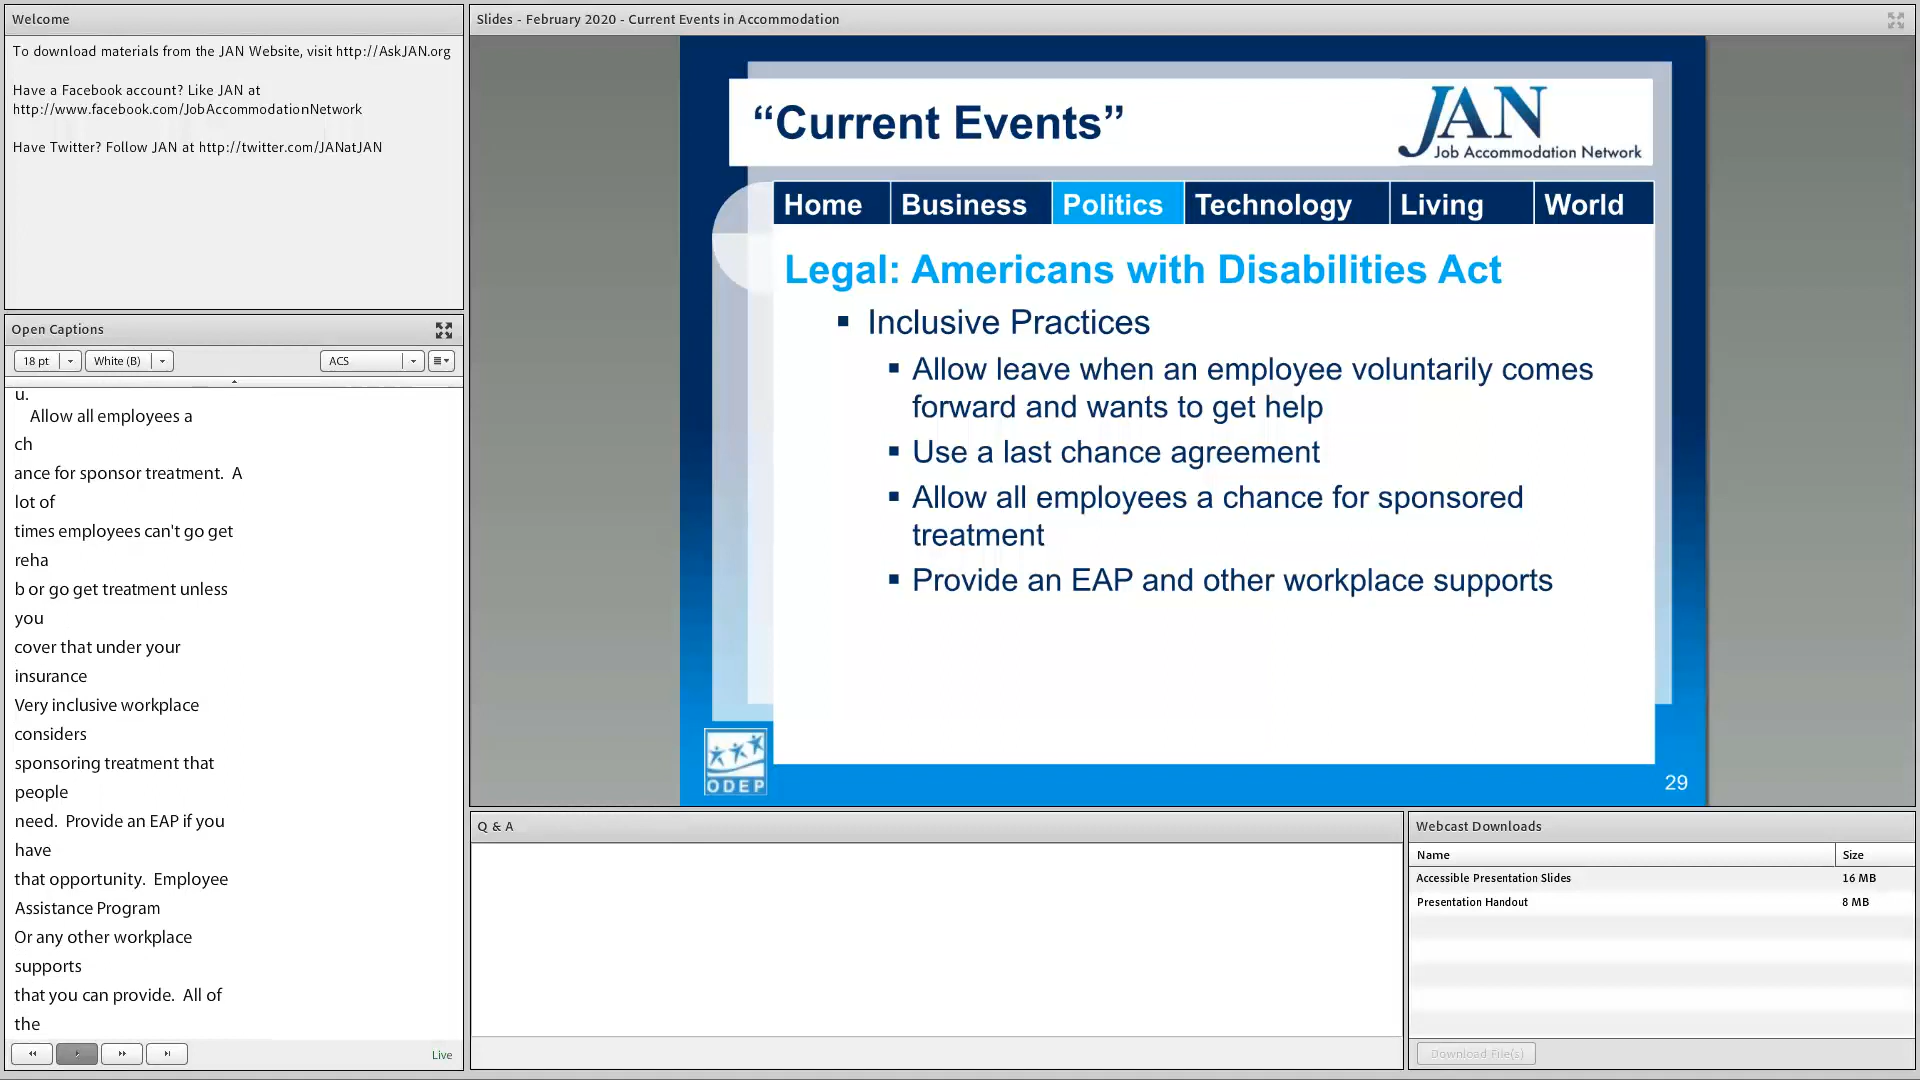 Welcome
To download materials from the JAN Website, visit http://AskJAN.org
Have a Facebook account? Like JAN at
http://www.facebook.com/JobAccommodationNetwork
Have Twitter? Follow JAN at http://twitter.com/JANatJAN
Open Captions
18 pt
White (B)
ACS
u.
Allow all employees a
ch
ance for sponsor treatment.  A
lot of
times employees can't go get
reha
b or go get treatment unless
you
cover that under your
insurance
Very inclusive workplace
considers
sponsoring treatment that
people
need.  Provide an EAP if you
have
that opportunity.  Employee
Assistance Program
Or any other workplace
supports
that you can provide.  All of
the
Live
Slides - February 2020 - Current Events in Accommodation
“Current Events”
JAN
Job Accommodation Network
Home Business Politics Technology Living World
Legal: Americans with Disabilities Act
▪ Inclusive Practices
▪ Allow leave when an employee voluntarily comes
forward and wants to get help
▪ Use a last chance agreement
▪ Allow all employees a chance for sponsored
treatment
▪ Provide an EAP and other workplace supports
ODEP
29
Q & A
Webcast Downloads
Name Size
Accessible Presentation Slides 16 MB
Presentation Handout 8 MB
Download File(s)